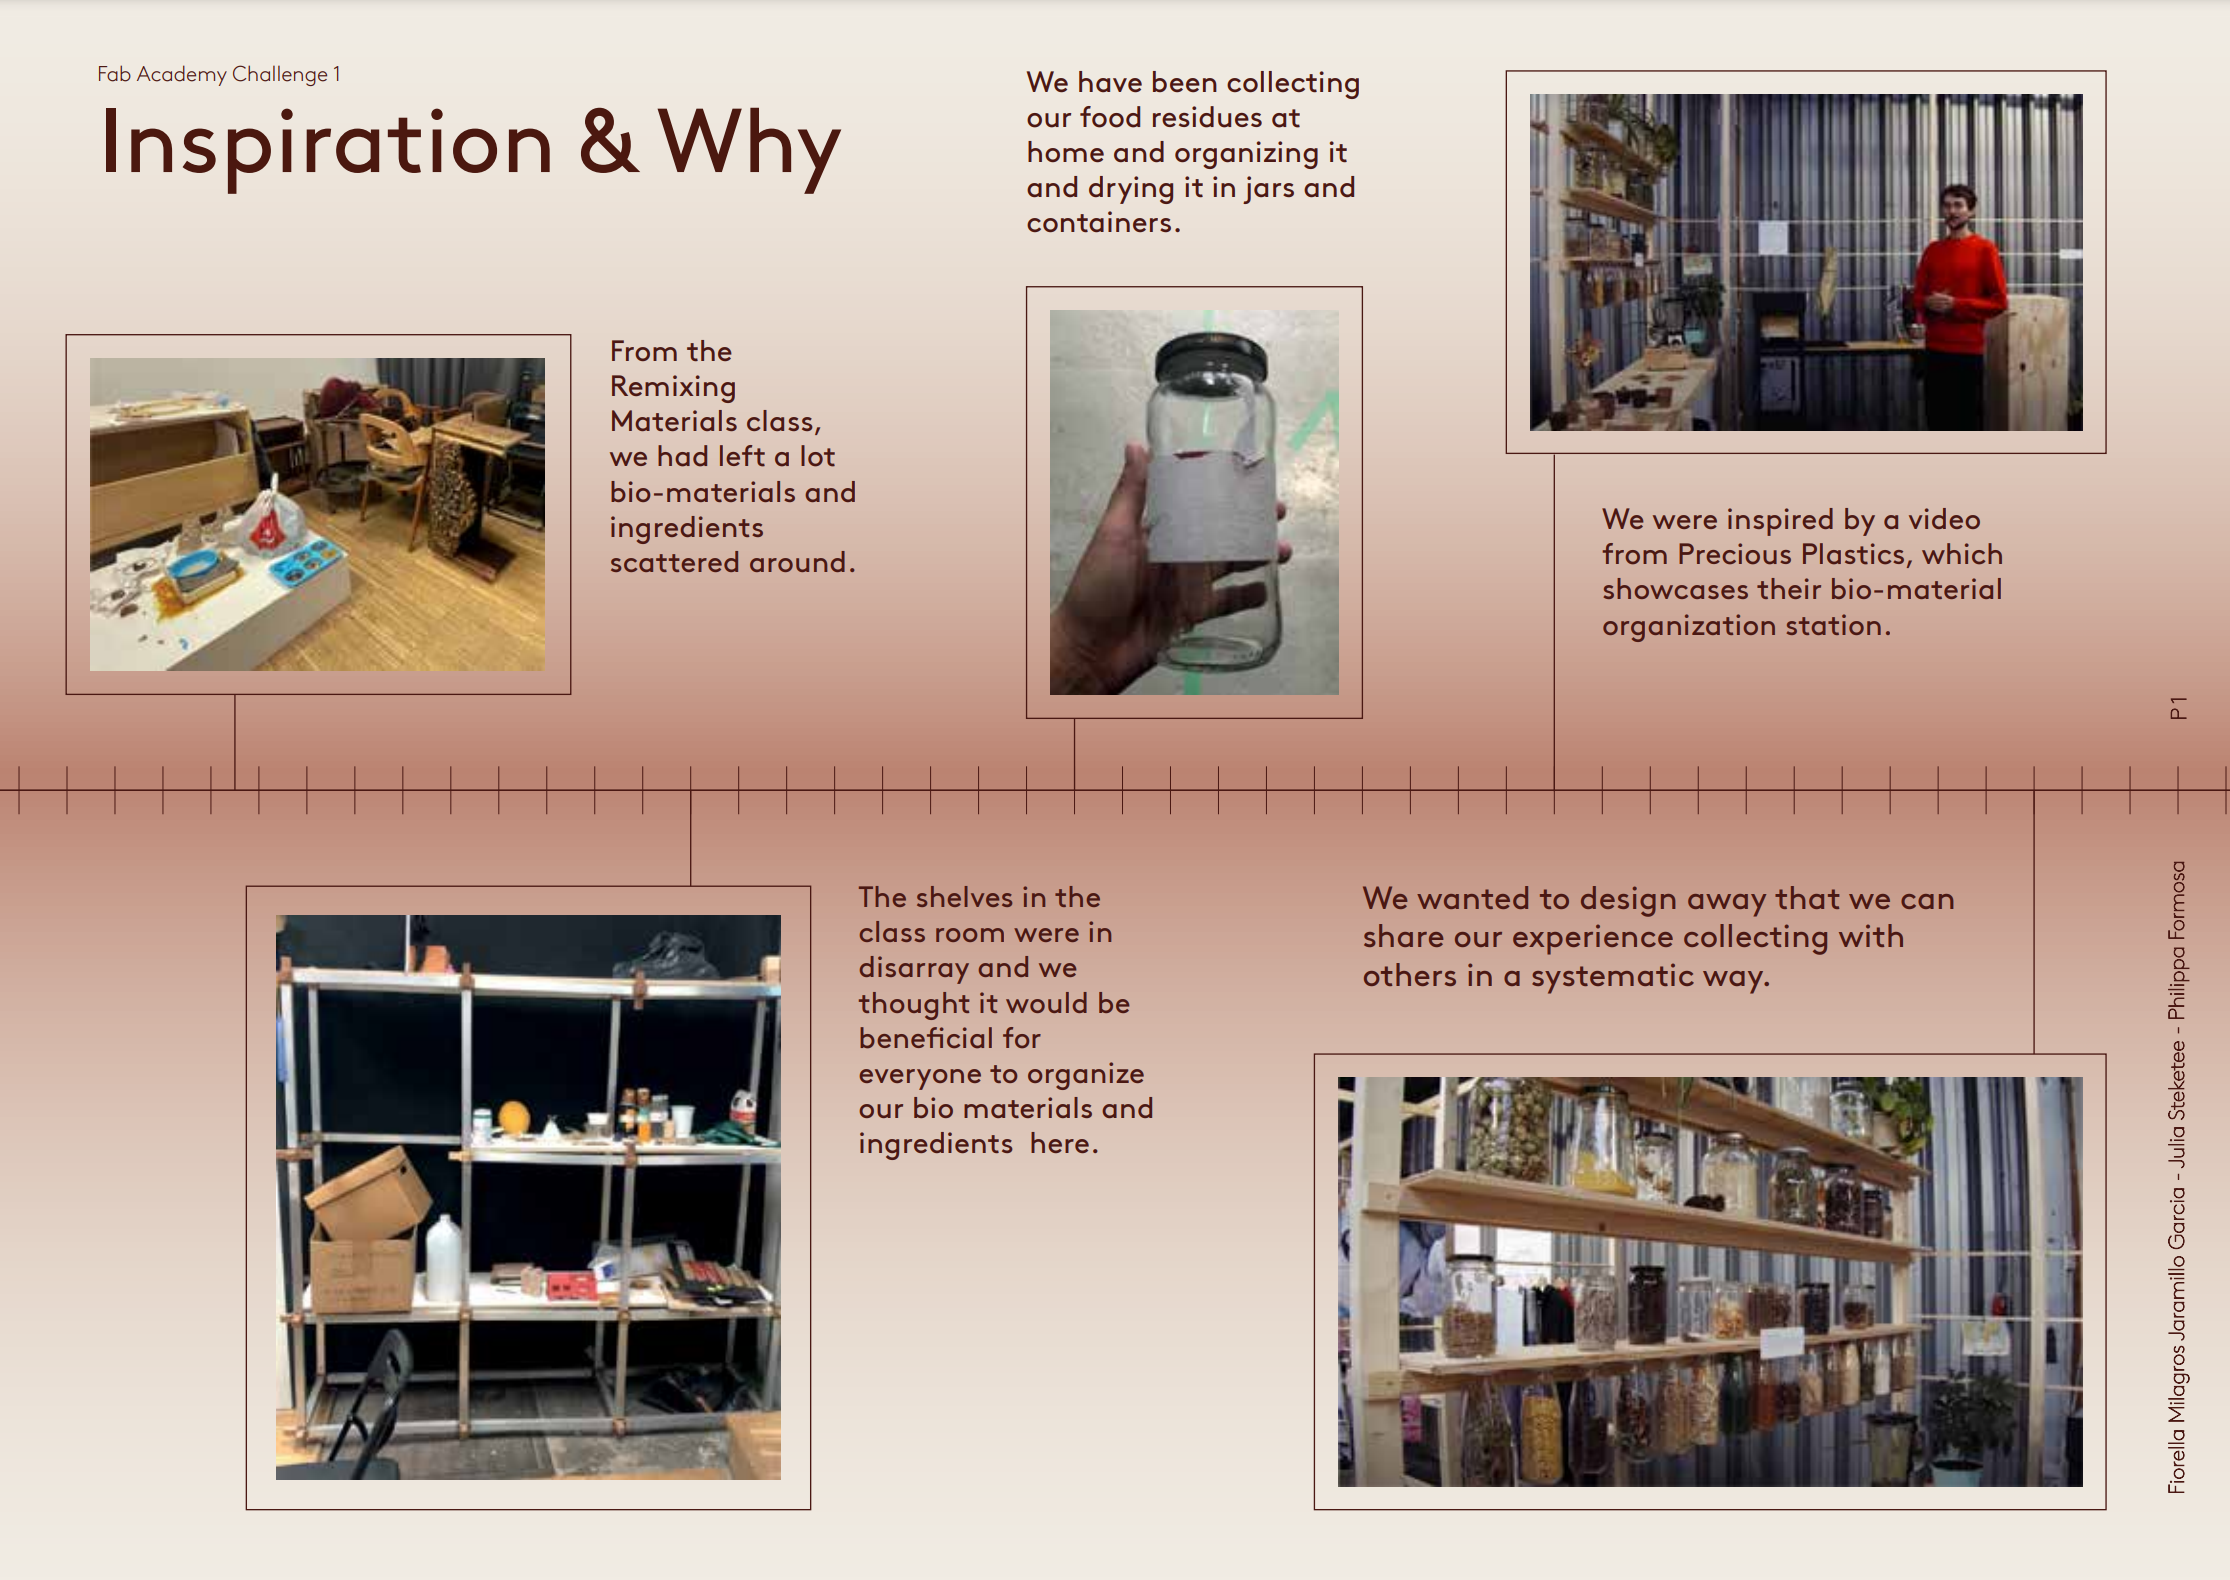 Fab Academy Challenge 1
Inspiration & Why
From the
Remixing
Materials class,
we had left a lot
bio-materials and
ingredients
scattered around.
We have been collecting
our food residues at
home and organizing it
and drying it in jars and
containers.
We were inspired by a video
from Precious Plastics, which
showcases their bio-material
organization station.
P 1
The shelves in the
class room were in
disarray and we
thought it would be
beneficial for
everyone to organize
our bio materials and
ingredients  here.
We wanted to design away that we can
share our experience collecting with
others in a systematic way.
Fiorella Milagros Jaramillo Garcia - Julia Steketee - Philippa Formosa